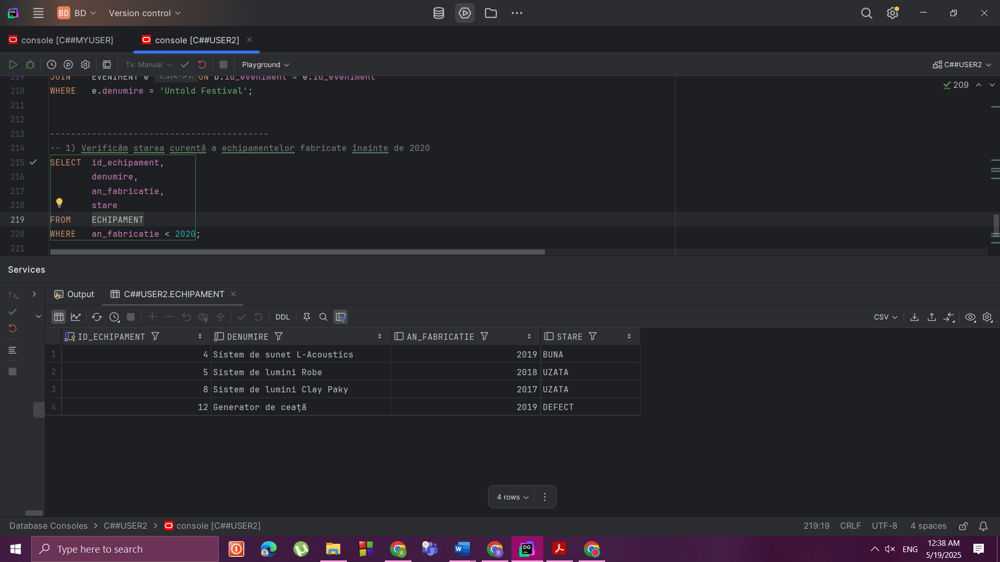 BD BD Version control
console [C##MYUSER] console [C##USER2]
Tx: Manual Playground C##USER2
209 JOIN EVENIMENT e 1..n<->1: ON b.id_eveniment = e.id_eveniment
210 WHERE e.denumire = 'Untold Festival'; 209
211
212
213 ------------------------------------------
214 -- 1) Verificăm starea curentă a echipamentelor fabricate înainte de 2020
215 SELECT id_echipament,
216 denumire,
217 an_fabricatie,
218 stare
219 FROM ECHIPAMENT
220 WHERE an_fabricatie < 2020;
221
Services
Tx Output C##USER2.ECHIPAMENT
DDL CSV
ID_ECHIPAMENT DENUMIRE AN_FABRICATIE STARE
1 4 Sistem de sunet L-Acoustics 2019 BUNA
2 5 Sistem de lumini Robe 2018 UZATA
3 8 Sistem de lumini Clay Paky 2017 UZATA
4 12 Generator de ceață 2019 DEFECT
4 rows
Database Consoles > C##USER2 > console [C##USER2] 219:19 CRLF UTF-8 4 spaces
Type here to search
ENG
12:38 AM
5/19/2025